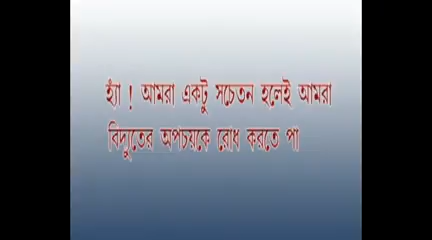 হ্যাঁ ! আমরা একটু সচেতন হলেই আমরা
বিদ্যুতের অপচয়কে রোধ করতে পা